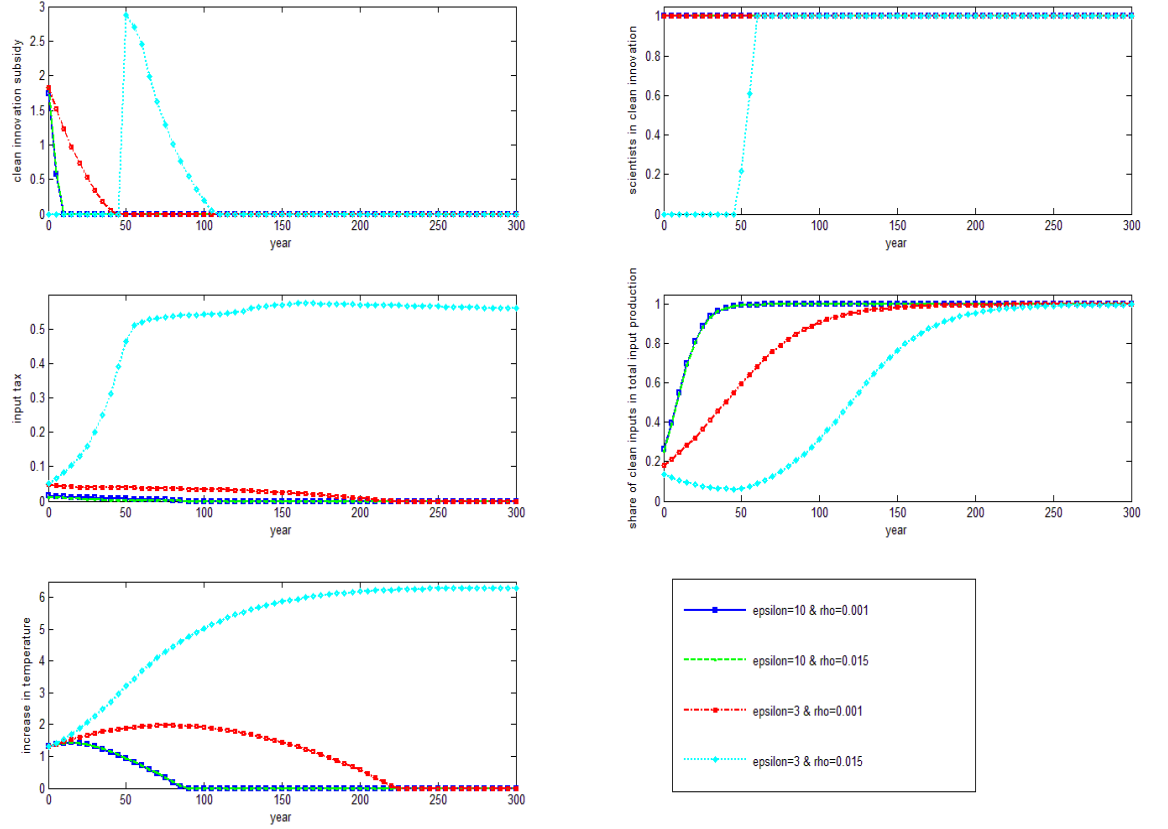 3
2.5
2
1.5
1
0.5
0
clean innovation subsidy
0 50 100 150 200 250 300
year
1
0.8
0.6
0.4
0.2
0
scientists in clean innovation
0 50 100 150 200 250 300
year
0.5
0.4
0.3
0.2
0.1
0
input tax
0 50 100 150 200 250 300
year
1
0.8
0.6
0.4
0.2
0
share of clean inputs in total input production
0 50 100 150 200 250 300
year
6
5
4
3
2
1
0
increase in temperature
0 50 100 150 200 250 300
year
epsilon=10 & rho=0.001
epsilon=10 & rho=0.015
epsilon=3 & rho=0.001
epsilon=3 & rho=0.015